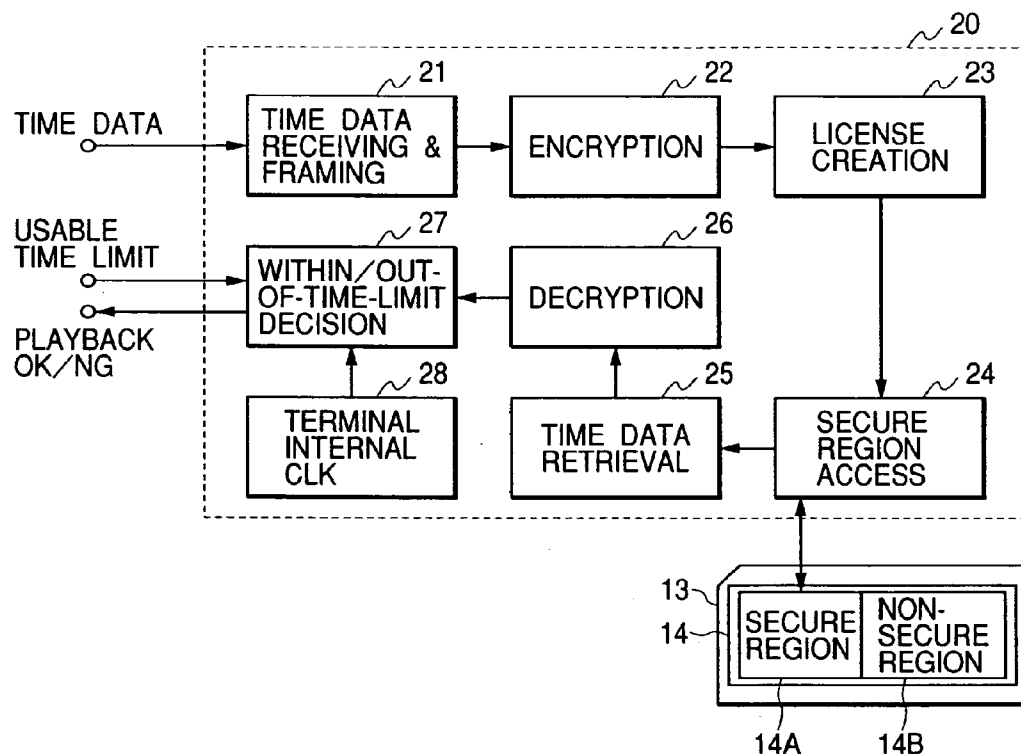 20
21
22
23
TIME DATA
TIME DATA
RECEIVING &
FRAMING
ENCRYPTION
LICENSE
CREATION
USABLE
TIME LIMIT
27
26
WITHIN/OUT-
OF-TIME-LIMIT
DECISION
DECRYPTION
PLAYBACK
OK/NG
28
25
24
TERMINAL
INTERNAL
CLK
TIME DATA
RETRIEVAL
SECURE
REGION
ACCESS
13
14
SECURE
REGION
NON-
SECURE
REGION
14A
14B